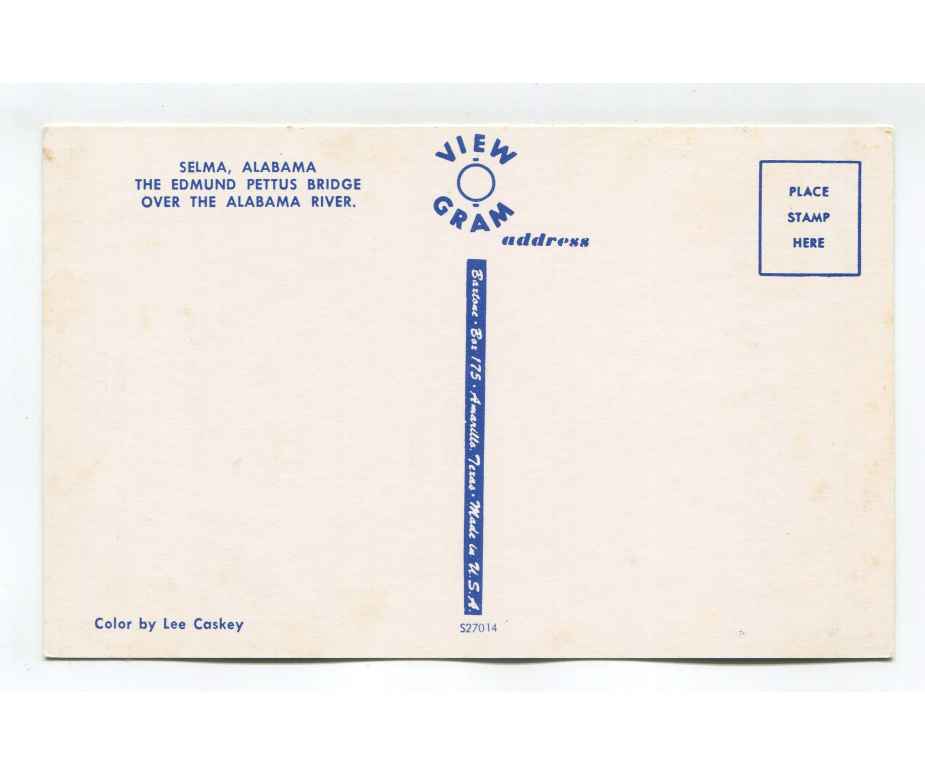 SELMA, ALABAMA
THE EDMUND PETTUS BRIDGE
OVER THE ALABAMA RIVER.
VIEW
GRAM
address
PLACE
STAMP
HERE
Bartone · Box 175 · Amarillo, Texas · Made in U.S.A.
Color by Lee Caskey
S27014